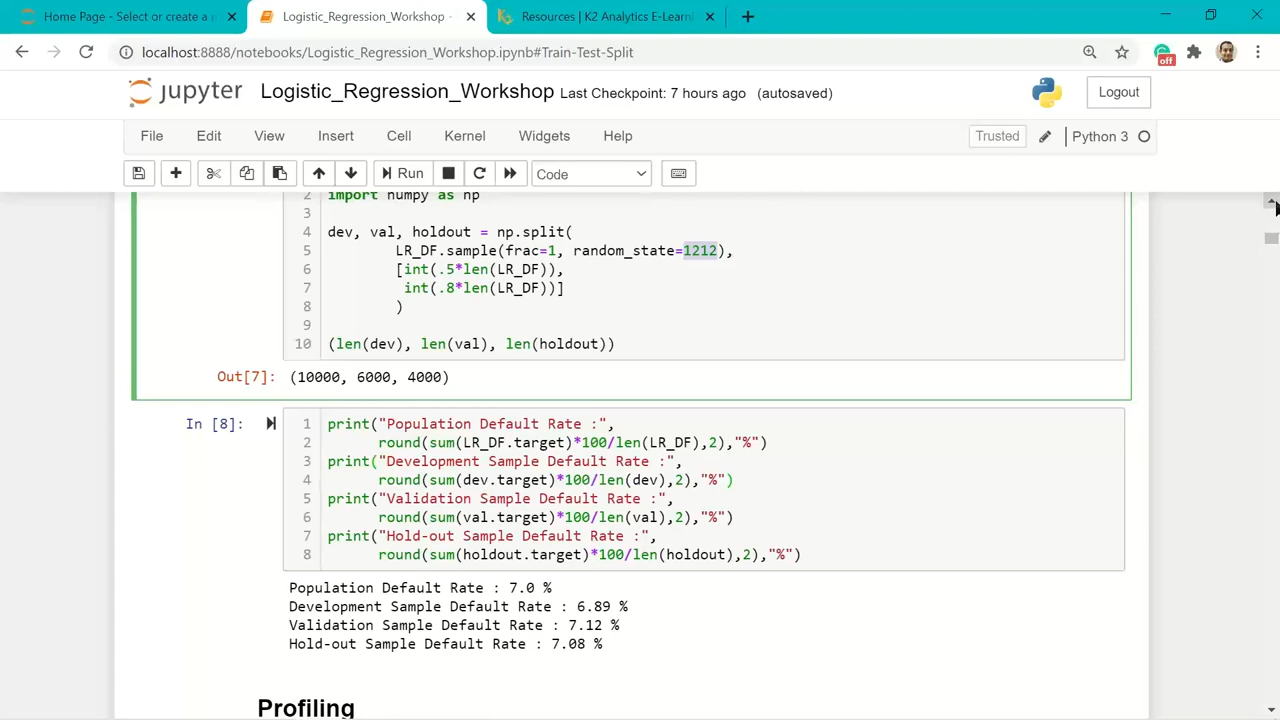 Home Page - Select or create a n
Logistic_Regression_Workshop -
Resources | K2 Analytics E-Learni
localhost:8888/notebooks/Logistic_Regression_Workshop.ipynb#Train-Test-Split
off
jupyter Logistic_Regression_Workshop Last Checkpoint: 7 hours ago (autosaved)
Logout
File Edit View Insert Cell Kernel Widgets Help
Trusted
Python 3
Run
Code
2 import numpy as np
3
4 dev, val, holdout = np.split(
5 LR_DF.sample(frac=1, random_state=1212),
6 [int(.5*len(LR_DF)),
7 int(.8*len(LR_DF))]
8 )
9
10 (len(dev), len(val), len(holdout))
Out[7]: (10000, 6000, 4000)
In [8]:
1 print("Population Default Rate :",
2 round(sum(LR_DF.target)*100/len(LR_DF),2),"%")
3 print("Development Sample Default Rate :",
4 round(sum(dev.target)*100/len(dev),2),"%")
5 print("Validation Sample Default Rate :",
6 round(sum(val.target)*100/len(val),2),"%")
7 print("Hold-out Sample Default Rate :",
8 round(sum(holdout.target)*100/len(holdout),2),"%")
Population Default Rate : 7.0 %
Development Sample Default Rate : 6.89 %
Validation Sample Default Rate : 7.12 %
Hold-out Sample Default Rate : 7.08 %
Profiling